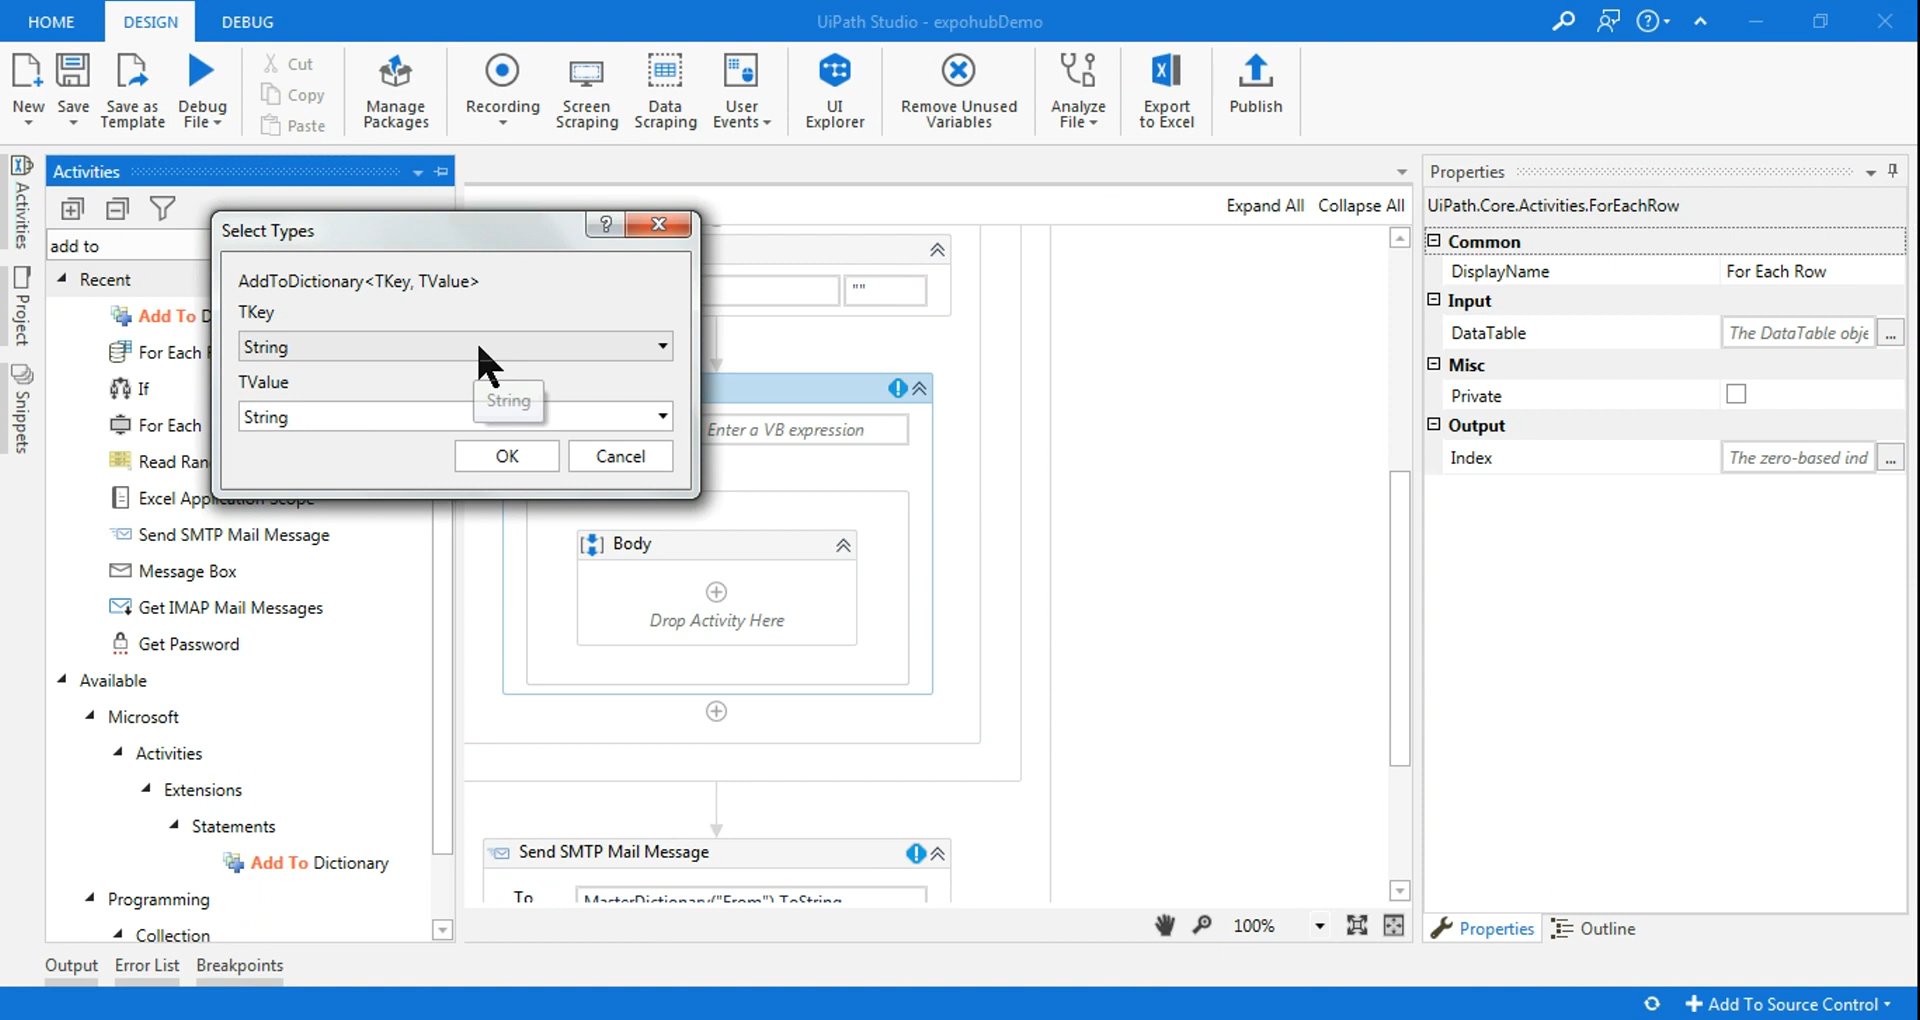 HOME DESIGN DEBUG UiPath Studio - expohubDemo
New
Save
Save as
Template
Debug
File
Cut
Copy
Paste
Manage
Packages
Recording
Screen
Scraping
Data
Scraping
User
Events
UI
Explorer
Remove Unused
Variables
Analyze
File
Export
to Excel
Publish
Activities
Project
Snippets
Activities
add to
Recent
Add To D
For Each
If
For Each
Read Ran
Excel Application Scope
Send SMTP Mail Message
Message Box
Get IMAP Mail Messages
Get Password
Available
Microsoft
Activities
Extensions
Statements
Add To Dictionary
Programming
Collection
Select Types
AddToDictionary<TKey, TValue>
TKey
String
TValue
String
String
OK Cancel
Expand All Collapse All
""
Enter a VB expression
Body
Drop Activity Here
Send SMTP Mail Message
To MasterDictionary("From").ToString
100%
Properties
UiPath.Core.Activities.ForEachRow
Common
DisplayName For Each Row
Input
DataTable The DataTable obje ...
Misc
Private
Output
Index The zero-based ind ...
Properties Outline
Output Error List Breakpoints
Add To Source Control